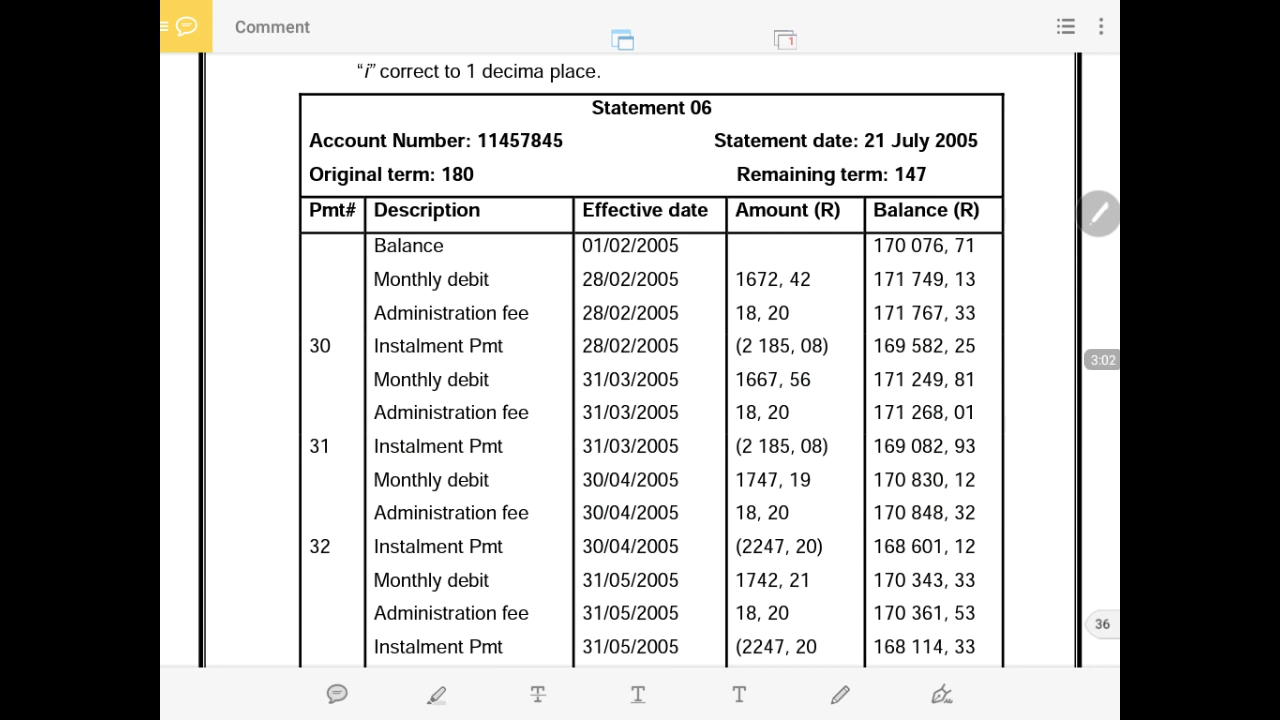 Comment
1
"i" correct to 1 decima place.
Statement 06
Account Number: 11457845 Statement date: 21 July 2005
Original term: 180 Remaining term: 147
Pmt# Description Effective date Amount (R) Balance (R)
Balance 01/02/2005 170 076, 71
Monthly debit 28/02/2005 1672, 42 171 749, 13
Administration fee 28/02/2005 18, 20 171 767, 33
30 Instalment Pmt 28/02/2005 (2 185, 08) 169 582, 25
Monthly debit 31/03/2005 1667, 56 171 249, 81
Administration fee 31/03/2005 18, 20 171 268, 01
31 Instalment Pmt 31/03/2005 (2 185, 08) 169 082, 93
Monthly debit 30/04/2005 1747, 19 170 830, 12
Administration fee 30/04/2005 18, 20 170 848, 32
32 Instalment Pmt 30/04/2005 (2247, 20) 168 601, 12
Monthly debit 31/05/2005 1742, 21 170 343, 33
Administration fee 31/05/2005 18, 20 170 361, 53
Instalment Pmt 31/05/2005 (2247, 20 168 114, 33
3:02
36